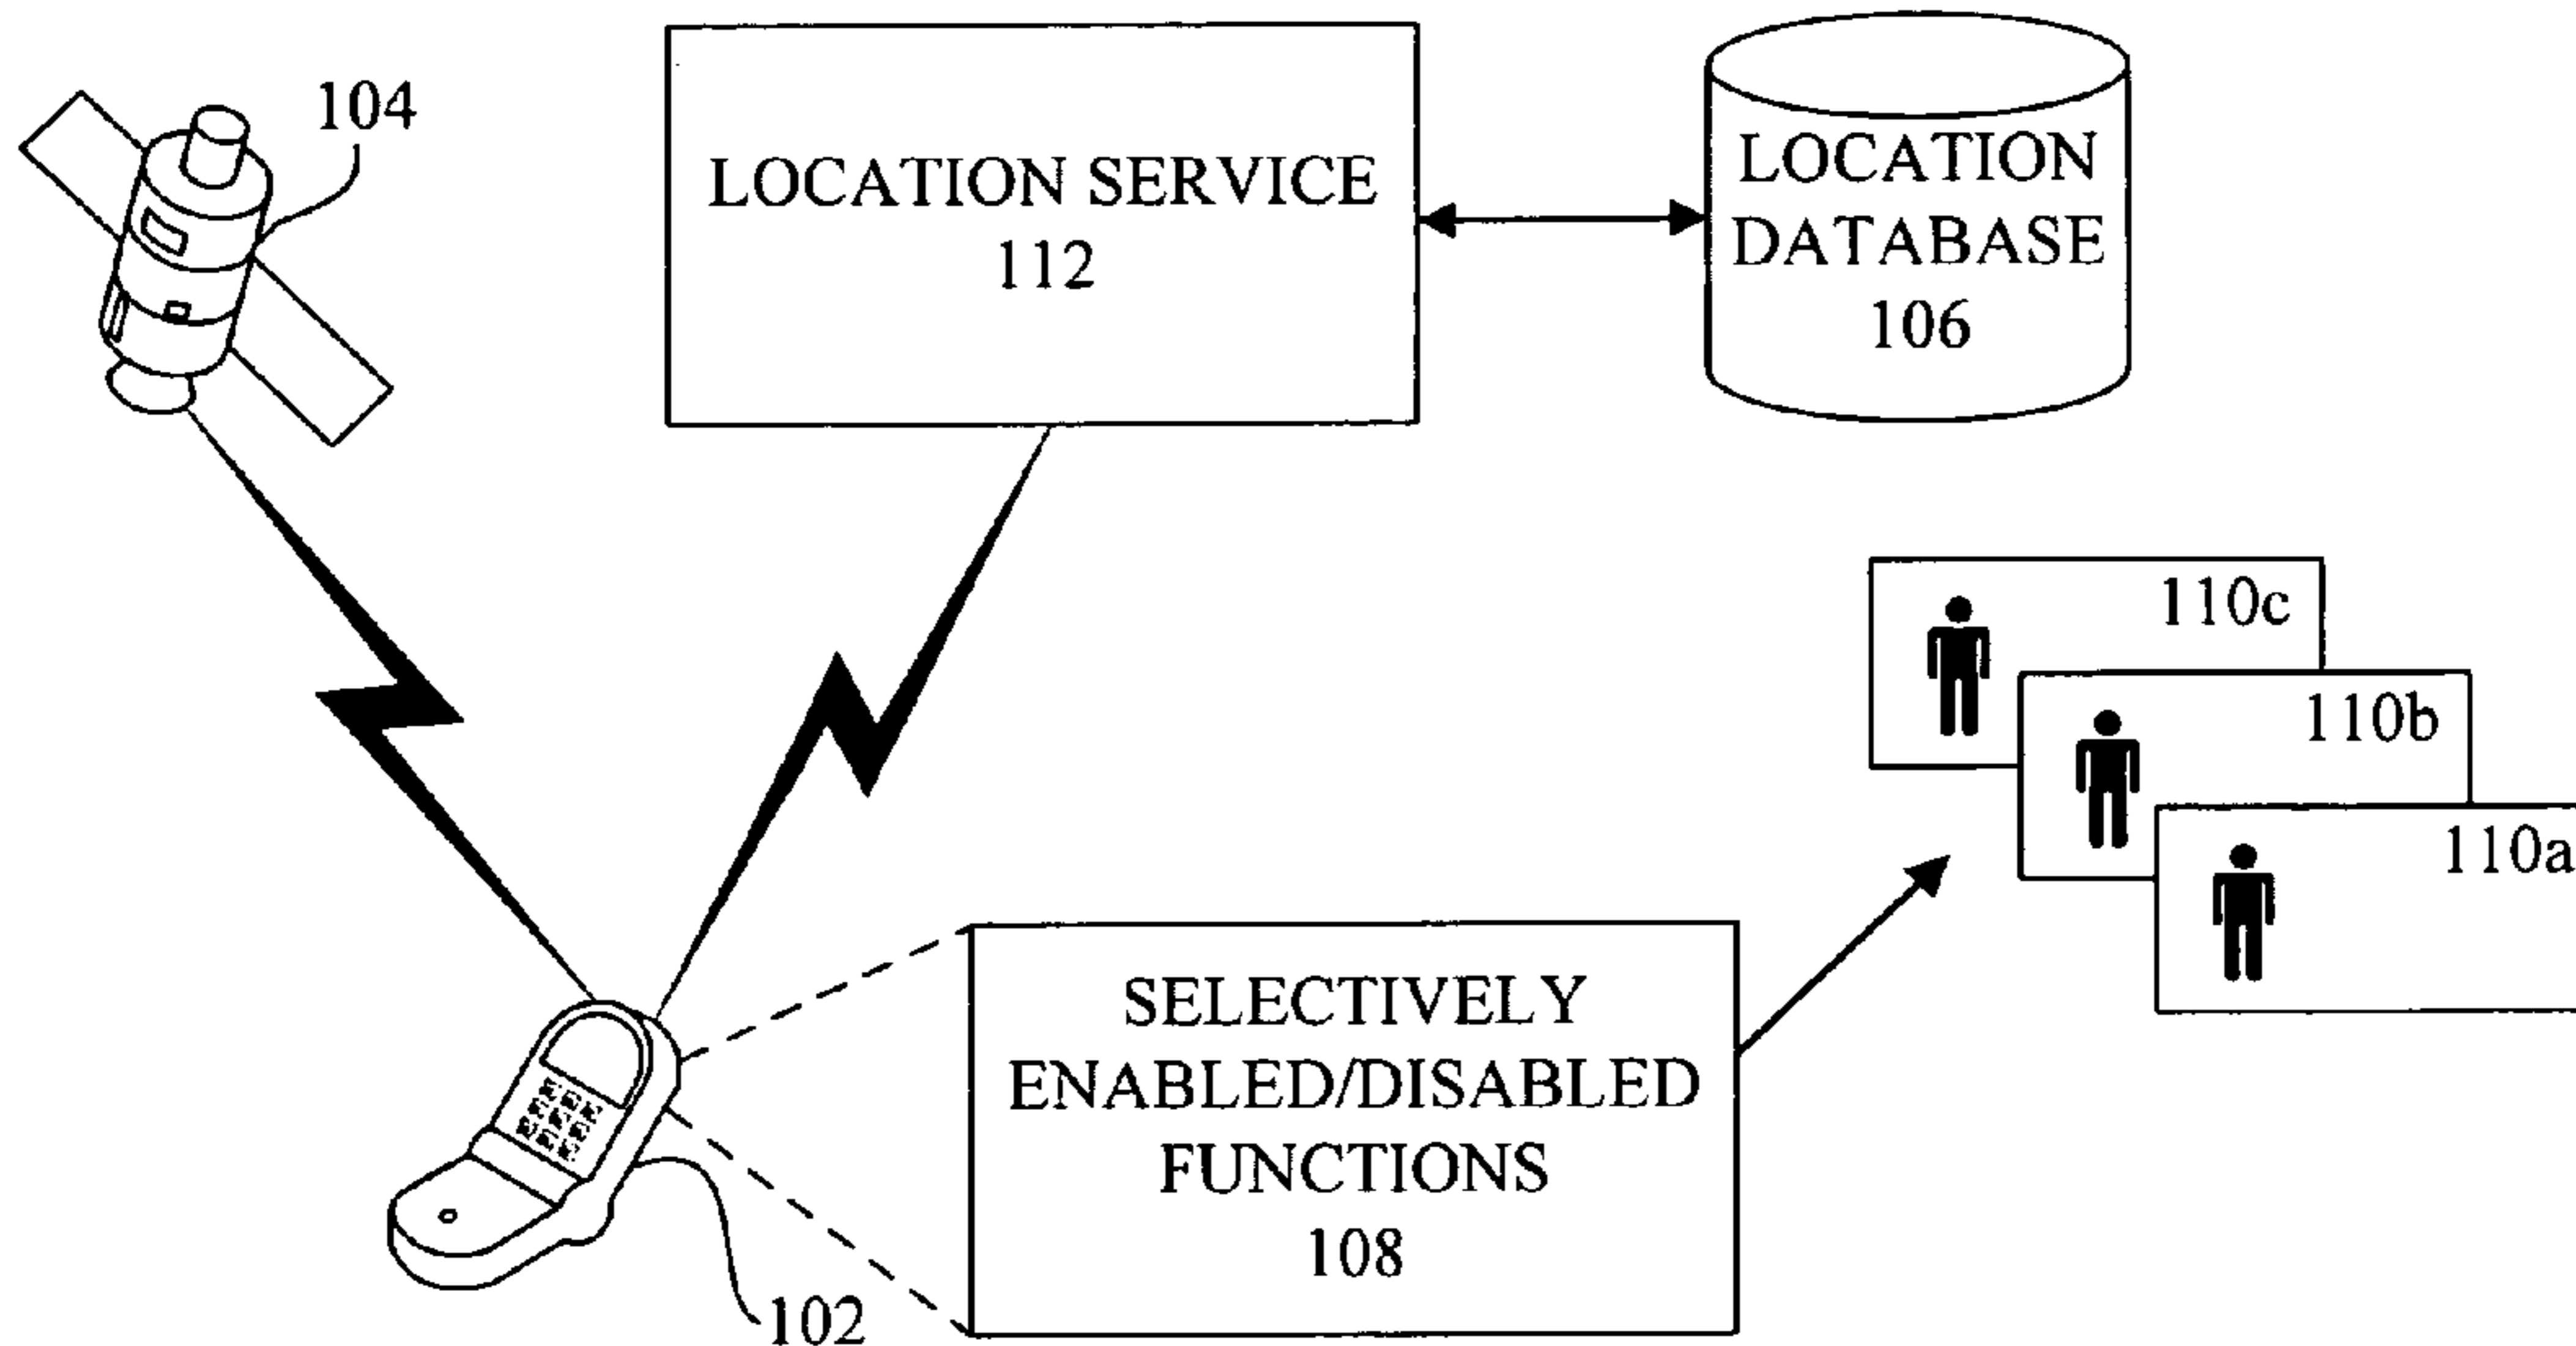 104
LOCATION SERVICE
112
LOCATION
DATABASE
106
110c
110b
110a
SELECTIVELY
ENABLED/DISABLED
FUNCTIONS
108
102